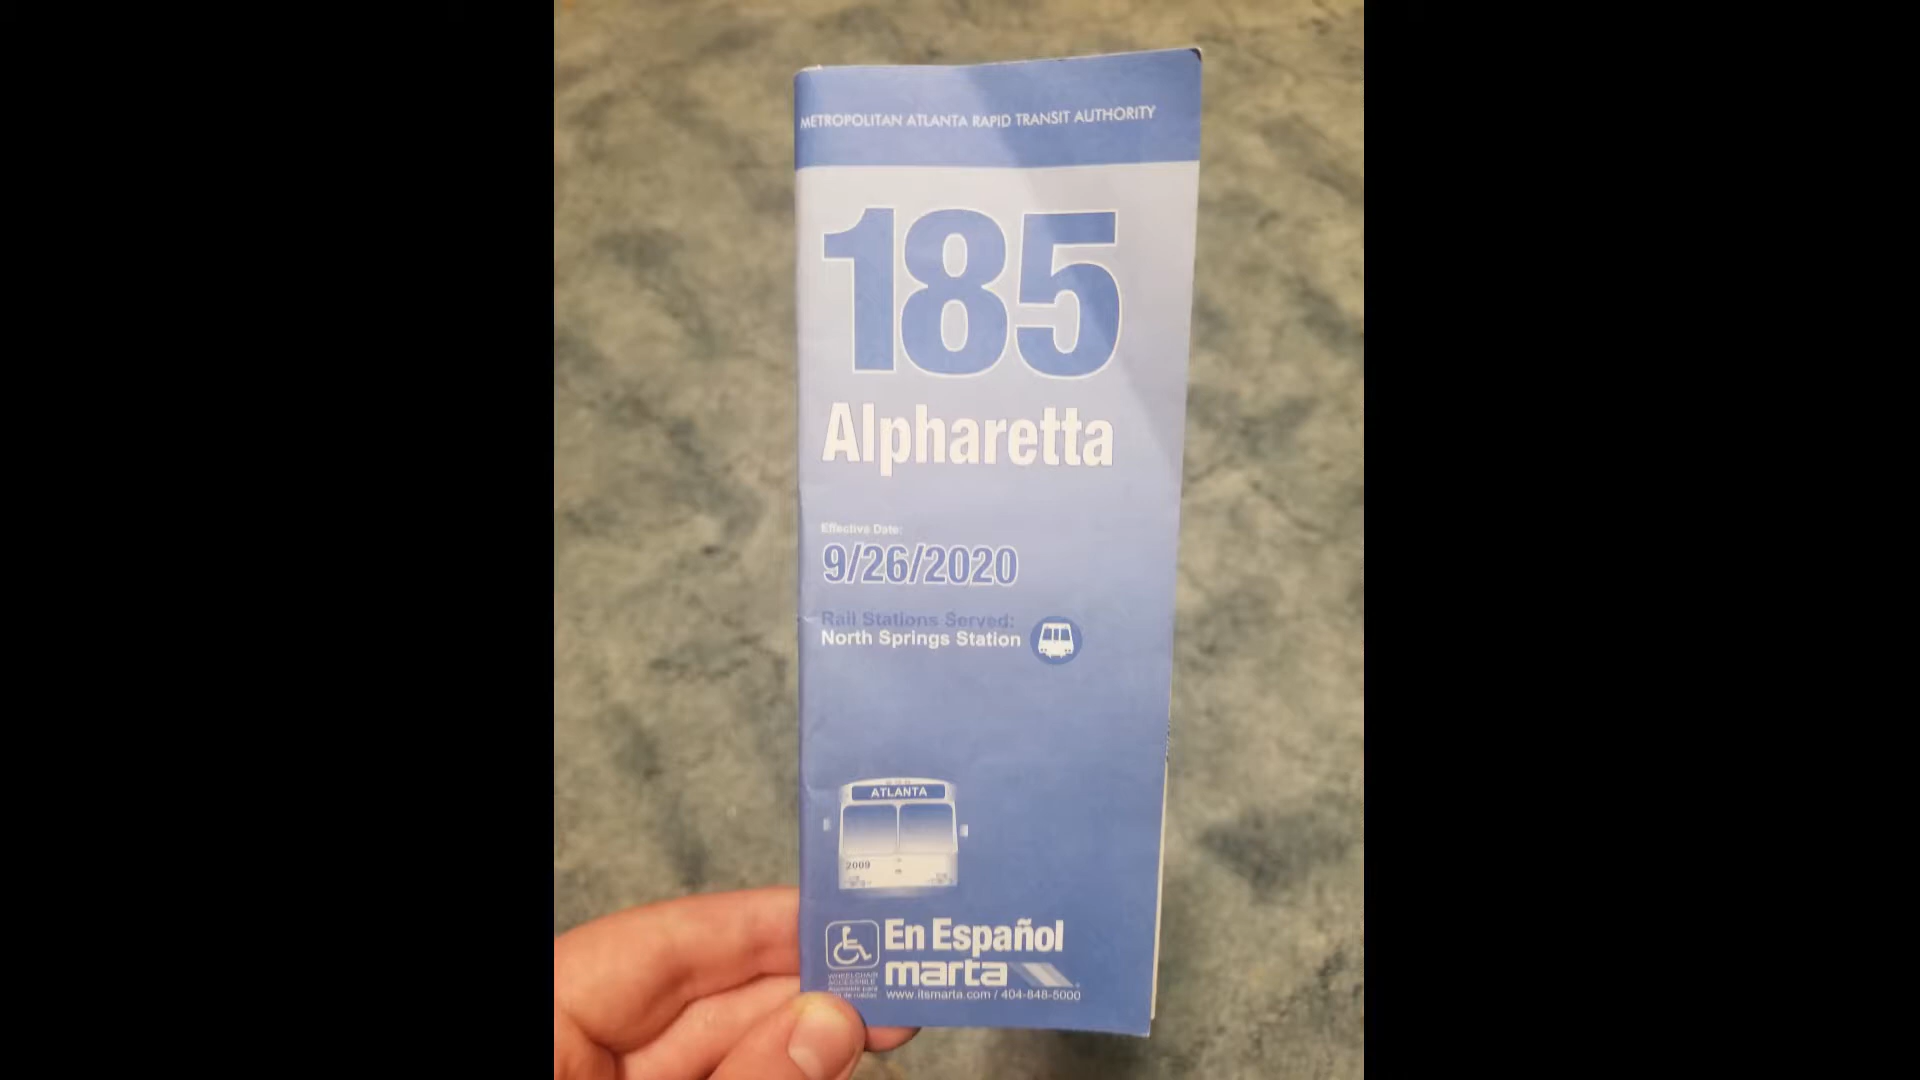 METROPOLITAN ATLANTA RAPID TRANSIT AUTHORITY
185
Alpharetta
Effective Date:
9/26/2020
Rail Stations Served:
North Springs Station
ATLANTA
2009
En Español
marta
WHEELCHAIR
ACCESSIBLE
Accesible para
de ruedas
www.itsmarta.com / 404-848-5000